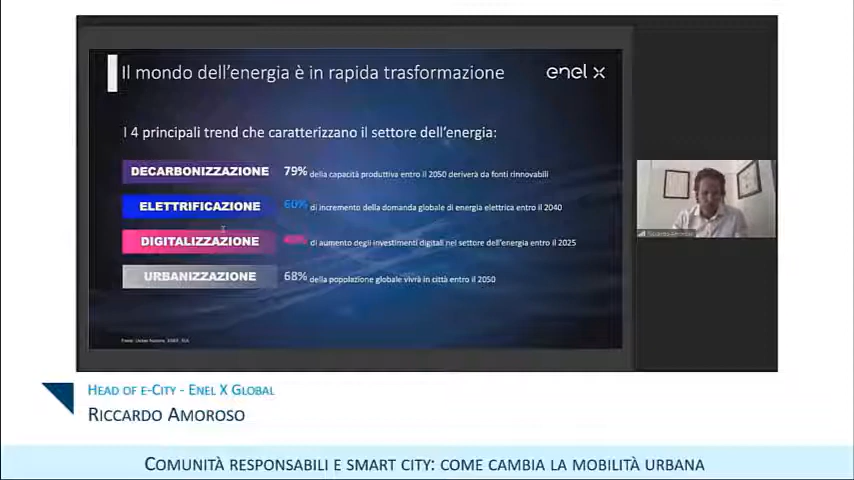 Il mondo dell'energia è in rapida trasformazione
enel x
I 4 principali trend che caratterizzano il settore dell'energia:
DECARBONIZZAZIONE 79% della capacità produttiva entro il 2050 deriverà da fonti rinnovabili
ELETTRIFICAZIONE 60% di incremento della domanda globale di energia elettrica entro il 2040
DIGITALIZZAZIONE di aumento degli investimenti digitali nel settore dell'energia entro il 2025
URBANIZZAZIONE 68% della popolazione globale vivrà in città entro il 2050
Fonte: Nazioni
Riccardo Amoroso
HEAD OF E-CITY - ENEL X GLOBAL
RICCARDO AMOROSO
COMUNITÀ RESPONSABILI E SMART CITY: COME CAMBIA LA MOBILITÀ URBANA